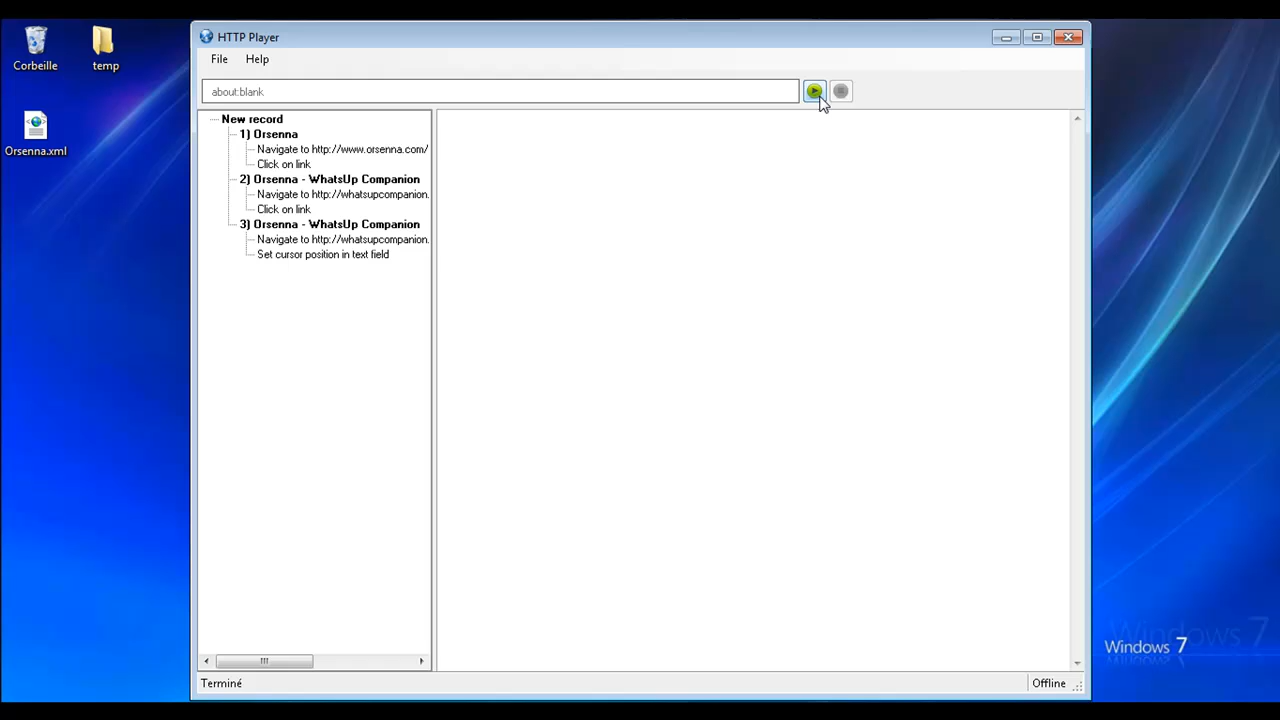 Corbeille
temp
Orsenna.xml
HTTP Player
File Help
about:blank
New record
1) Orsenna
Navigate to http://www.orsenna.com/
Click on link
2) Orsenna - WhatsUp Companion
Navigate to http://whatsupcompanion.
Click on link
3) Orsenna - WhatsUp Companion
Navigate to http://whatsupcompanion.
Set cursor position in text field
Terminé
Offline
Windows 7